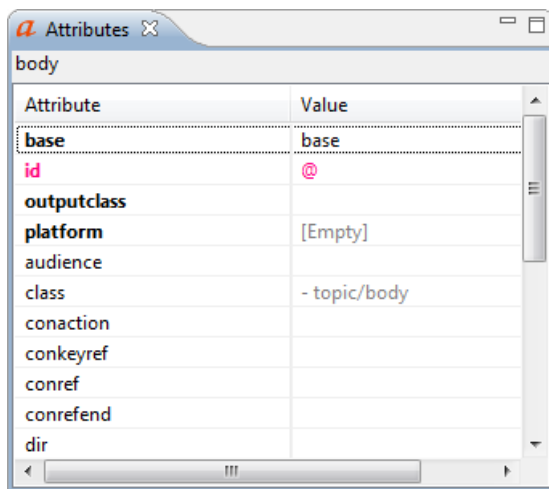 a Attributes
body
Attribute Value
base base
id @
outputclass
platform [Empty]
audience
class - topic/body
conaction
conkeyref
conref
conrefend
dir